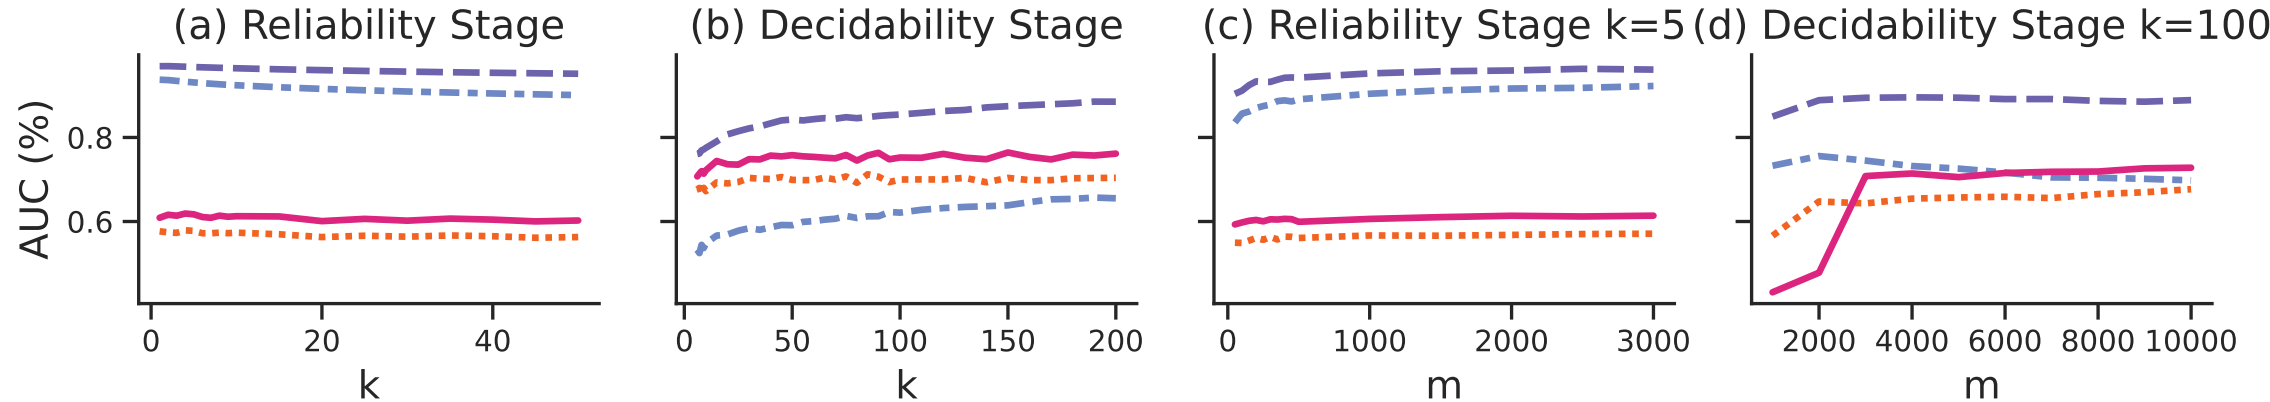 (a) Reliability Stage
(b) Decidability Stage
(c) Reliability Stage k=5
(d) Decidability Stage k=100
AUC (%)
0.8
0.6
0 20 40
0 50 100 150 200
0 1000 2000 3000
2000 4000 6000 8000 10000
k
k
m
m